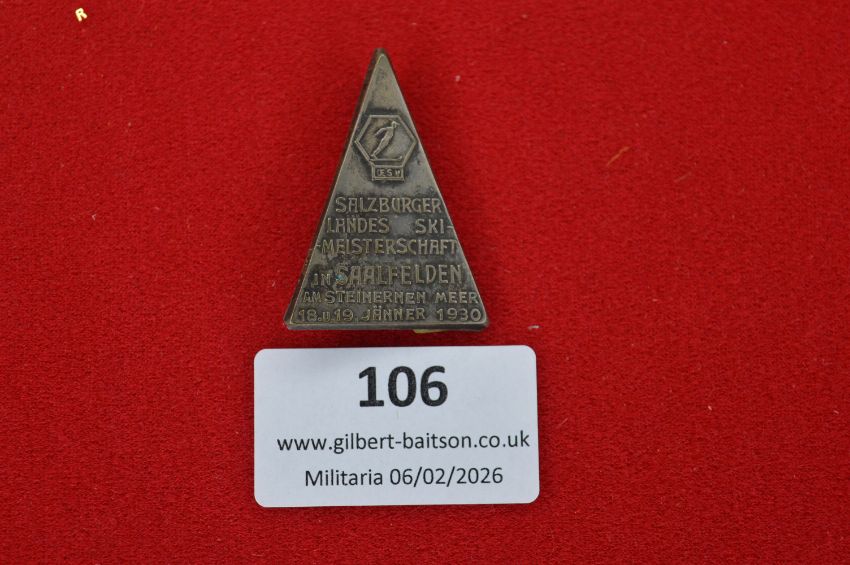 R
SALZBURGER
LANDES SKI-
-MEISTERSCHAFT
IN SAALFELDEN
AM STEINERNEN MEER
18. U 19. JÄNNER 1930
106
www.gilbert-baitson.co.uk
Militaria 06/02/2026